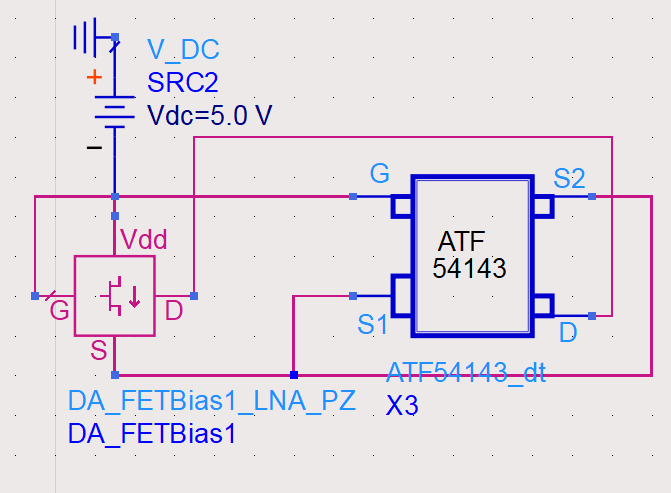 V_DC
+
SRC2
Vdc=5.0 V
−
G
S2
Vdd
ATF
54143
G
D
S1
D
S
ATF54143_dt
DA_FETBias1_LNA_PZ
X3
DA_FETBias1